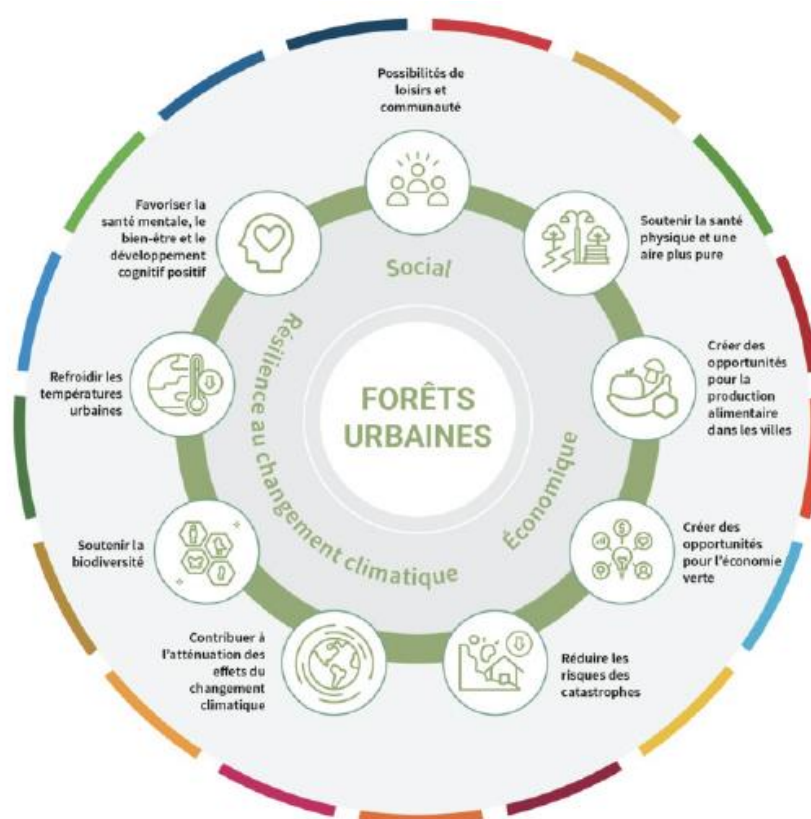 Possibilités de
loisirs et
communauté
Soutenir la santé
physique et une
aire plus pure
Créer des
opportunités
pour la
production
alimentaire
dans les villes
Créer des
opportunités
pour l'économie
verte
Réduire les
risques des
catastrophes
Contribuer à
l'atténuation des
effets du
changement
climatique
Soutenir la
biodiversité
Refroidir les
températures
urbaines
Favoriser la
santé mentale, le
bien-être et le
développement
cognitif positif
Social
Économique
Résilience au changement climatique
FORÊTS
URBAINES
$